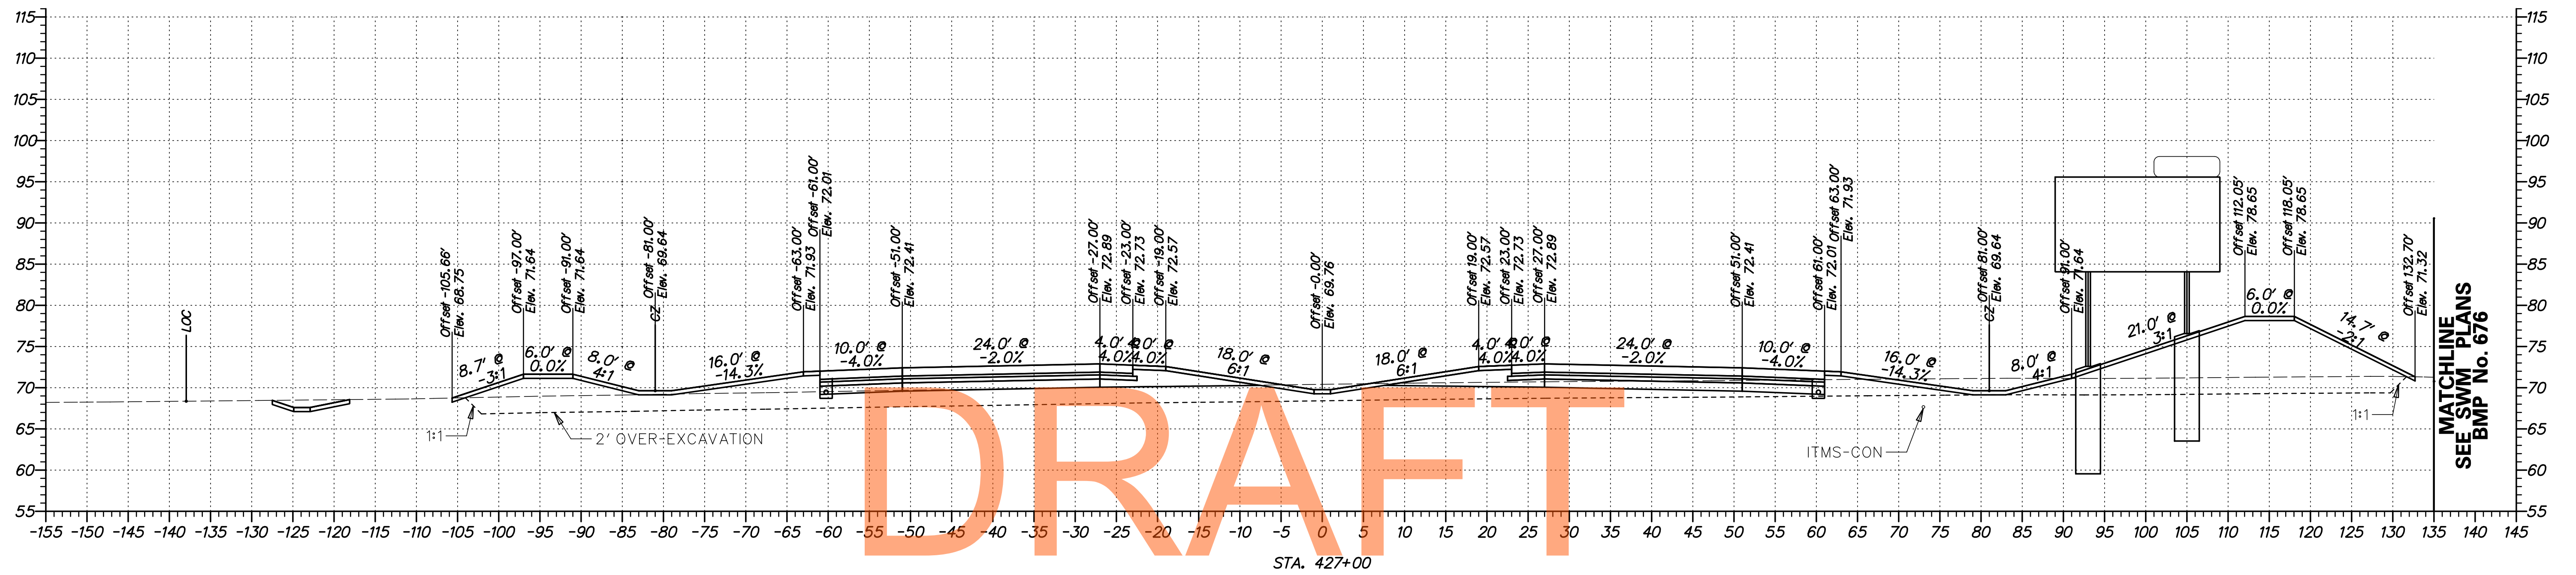 115
110
105
100
95
90
85
80
75
70
65
60
55
-155 -150 -145 -140 -135 -130 -125 -120 -115 -110 -105 -100 -95 -90 -85 -80 -75 -70 -65 -60 -55 -50 -45 -40 -35 -30 -25 -20 -15 -10 -5 0 5 10 15 20 25 30 35 40 45 50 55 60 65 70 75 80 85 90 95 100 105 110 115 120 125 130 135 140 145
LOC
Offset -105.66'
Elev. 68.75
8.7' @
-3:1
Offset -97.00'
Elev. 71.64
6.0' @
0.0%
Offset -91.00'
Elev. 71.64
8.0' @
4:1
CZ Offset -81.00'
Elev. 69.64
16.0' @
-14.3%
Offset -63.00'
Elev. 71.93
Offset -61.00'
Elev. 72.01
10.0' @
-4.0%
Offset -51.00'
Elev. 72.41
24.0' @
-2.0%
Offset -27.00'
Elev. 72.89
4.0' @
4.0%
Offset -23.00'
Elev. 72.73
4.0' @
4.0%
Offset -19.00'
Elev. 72.57
18.0' @
6:1
Offset -0.00'
Elev. 69.76
18.0' @
6:1
Offset 19.00'
Elev. 72.57
4.0' @
4.0%
Offset 23.00'
Elev. 72.73
4.0' @
4.0%
Offset 27.00'
Elev. 72.89
24.0' @
-2.0%
Offset 51.00'
Elev. 72.41
10.0' @
-4.0%
Offset 61.00'
Elev. 72.01
Offset 63.00'
Elev. 71.93
16.0' @
-14.3%
CZ Offset 81.00'
Elev. 69.64
8.0' @
4:1
Offset 91.00'
Elev. 71.64
21.0' @
3:1
Offset 112.05'
Elev. 78.65
6.0' @
0.0%
Offset 118.05'
Elev. 78.65
14.7' @
-2:1
Offset 132.70'
Elev. 71.32
1:1
2' OVER-EXCAVATION
ITMS-CON
1:1
MATCHLINE
SEE SWM PLANS
BMP No. 676
115
110
105
100
95
90
85
80
75
70
65
60
55
STA. 427+00
DRAFT